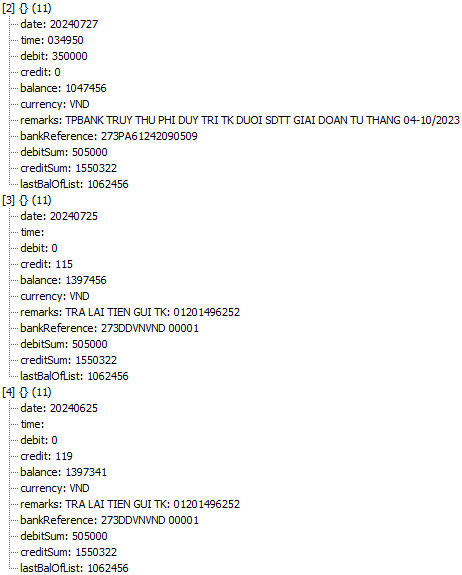 [2] {} (11)
date: 20240727
time: 034950
debit: 350000
credit: 0
balance: 1047456
currency: VND
remarks: TPBANK TRUY THU PHI DUY TRI TK DUOI SDTT GIAI DOAN TU THANG 04-10/2023
bankReference: 273PA61242090509
debitSum: 505000
creditSum: 1550322
lastBalOfList: 1062456
[3] {} (11)
date: 20240725
time:
debit: 0
credit: 115
balance: 1397456
currency: VND
remarks: TRA LAI TIEN GUI TK: 01201496252
bankReference: 273DDVNVND 00001
debitSum: 505000
creditSum: 1550322
lastBalOfList: 1062456
[4] {} (11)
date: 20240625
time:
debit: 0
credit: 119
balance: 1397341
currency: VND
remarks: TRA LAI TIEN GUI TK: 01201496252
bankReference: 273DDVNVND 00001
debitSum: 505000
creditSum: 1550322
lastBalOfList: 1062456